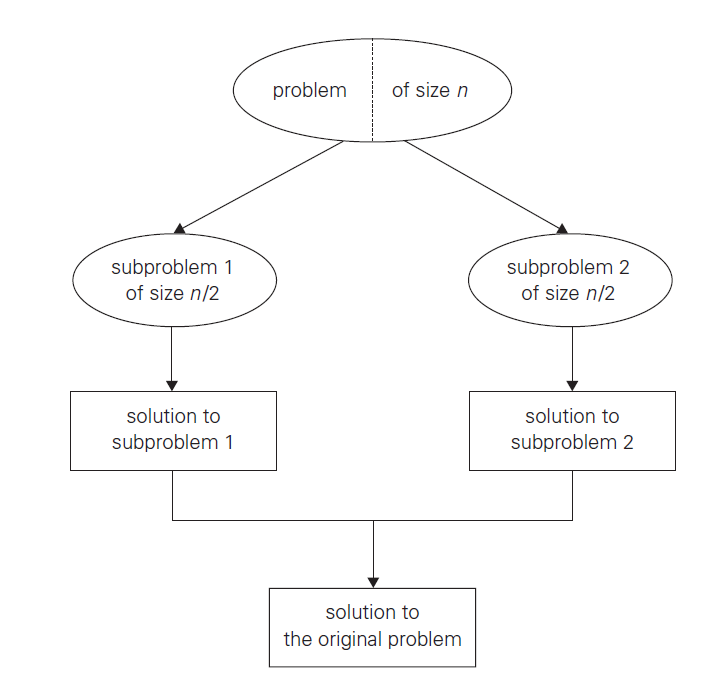 problem of size n
subproblem 1
of size n/2
subproblem 2
of size n/2
solution to
subproblem 1
solution to
subproblem 2
solution to
the original problem